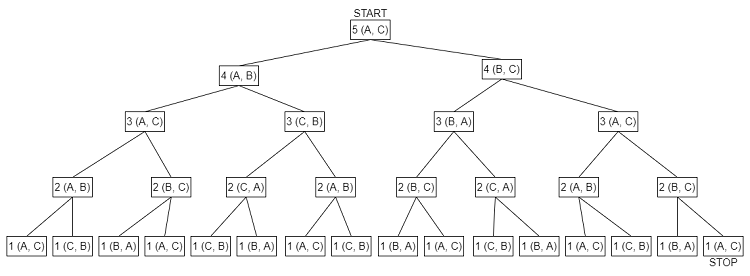 START
5 (A, C)
4 (A, B) 4 (B, C)
3 (A, C) 3 (C, B) 3 (B, A) 3 (A, C)
2 (A, B) 2 (B, C) 2 (C, A) 2 (A, B) 2 (B, C) 2 (C, A) 2 (A, B) 2 (B, C)
1 (A, C) 1 (C, B) 1 (B, A) 1 (A, C) 1 (C, B) 1 (B, A) 1 (A, C) 1 (C, B) 1 (B, A) 1 (A, C) 1 (C, B) 1 (B, A) 1 (A, C) 1 (C, B) 1 (B, A) 1 (A, C)
STOP